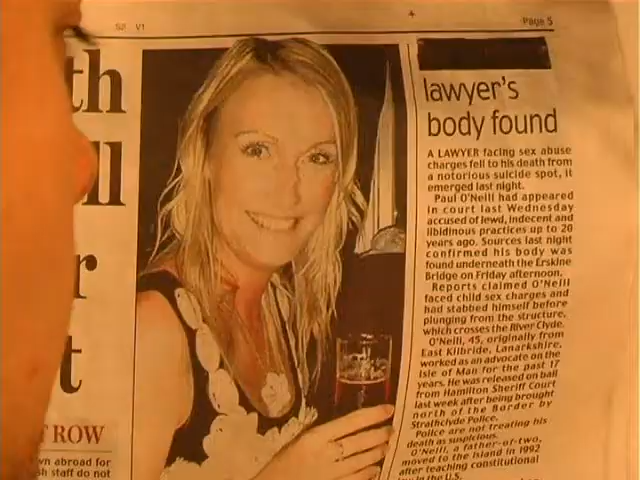 S2 V1
Page 5
th
ll
r
t
T ROW
wn abroad for
sh staff do not
lawyer's
body found
A LAWYER facing sex abuse
charges fell to his death from
a notorious suicide spot, it
emerged last night.
Paul O'Neill had appeared
in court last Wednesday
accused of lewd, indecent and
libidinous practices up to 20
years ago. Sources last night
confirmed his body was
found underneath the Erskine
Bridge on Friday afternoon.
Reports claimed O'Neill
faced child sex charges and
had stabbed himself before
plunging from the structure,
which crosses the River Clyde.
O'Neill, 45, originally from
East Kilbride, Lanarkshire,
worked as an advocate on the
Isle of Man for the past 17
years. He was released on bail
from Hamilton Sheriff Court
last week after being brought
north of the Border by
Strathclyde Police.
Police are not treating his
death as suspicious.
O'Neill, a father-of-two,
moved to the island in 1992
after teaching constitutional
law in the U.S.